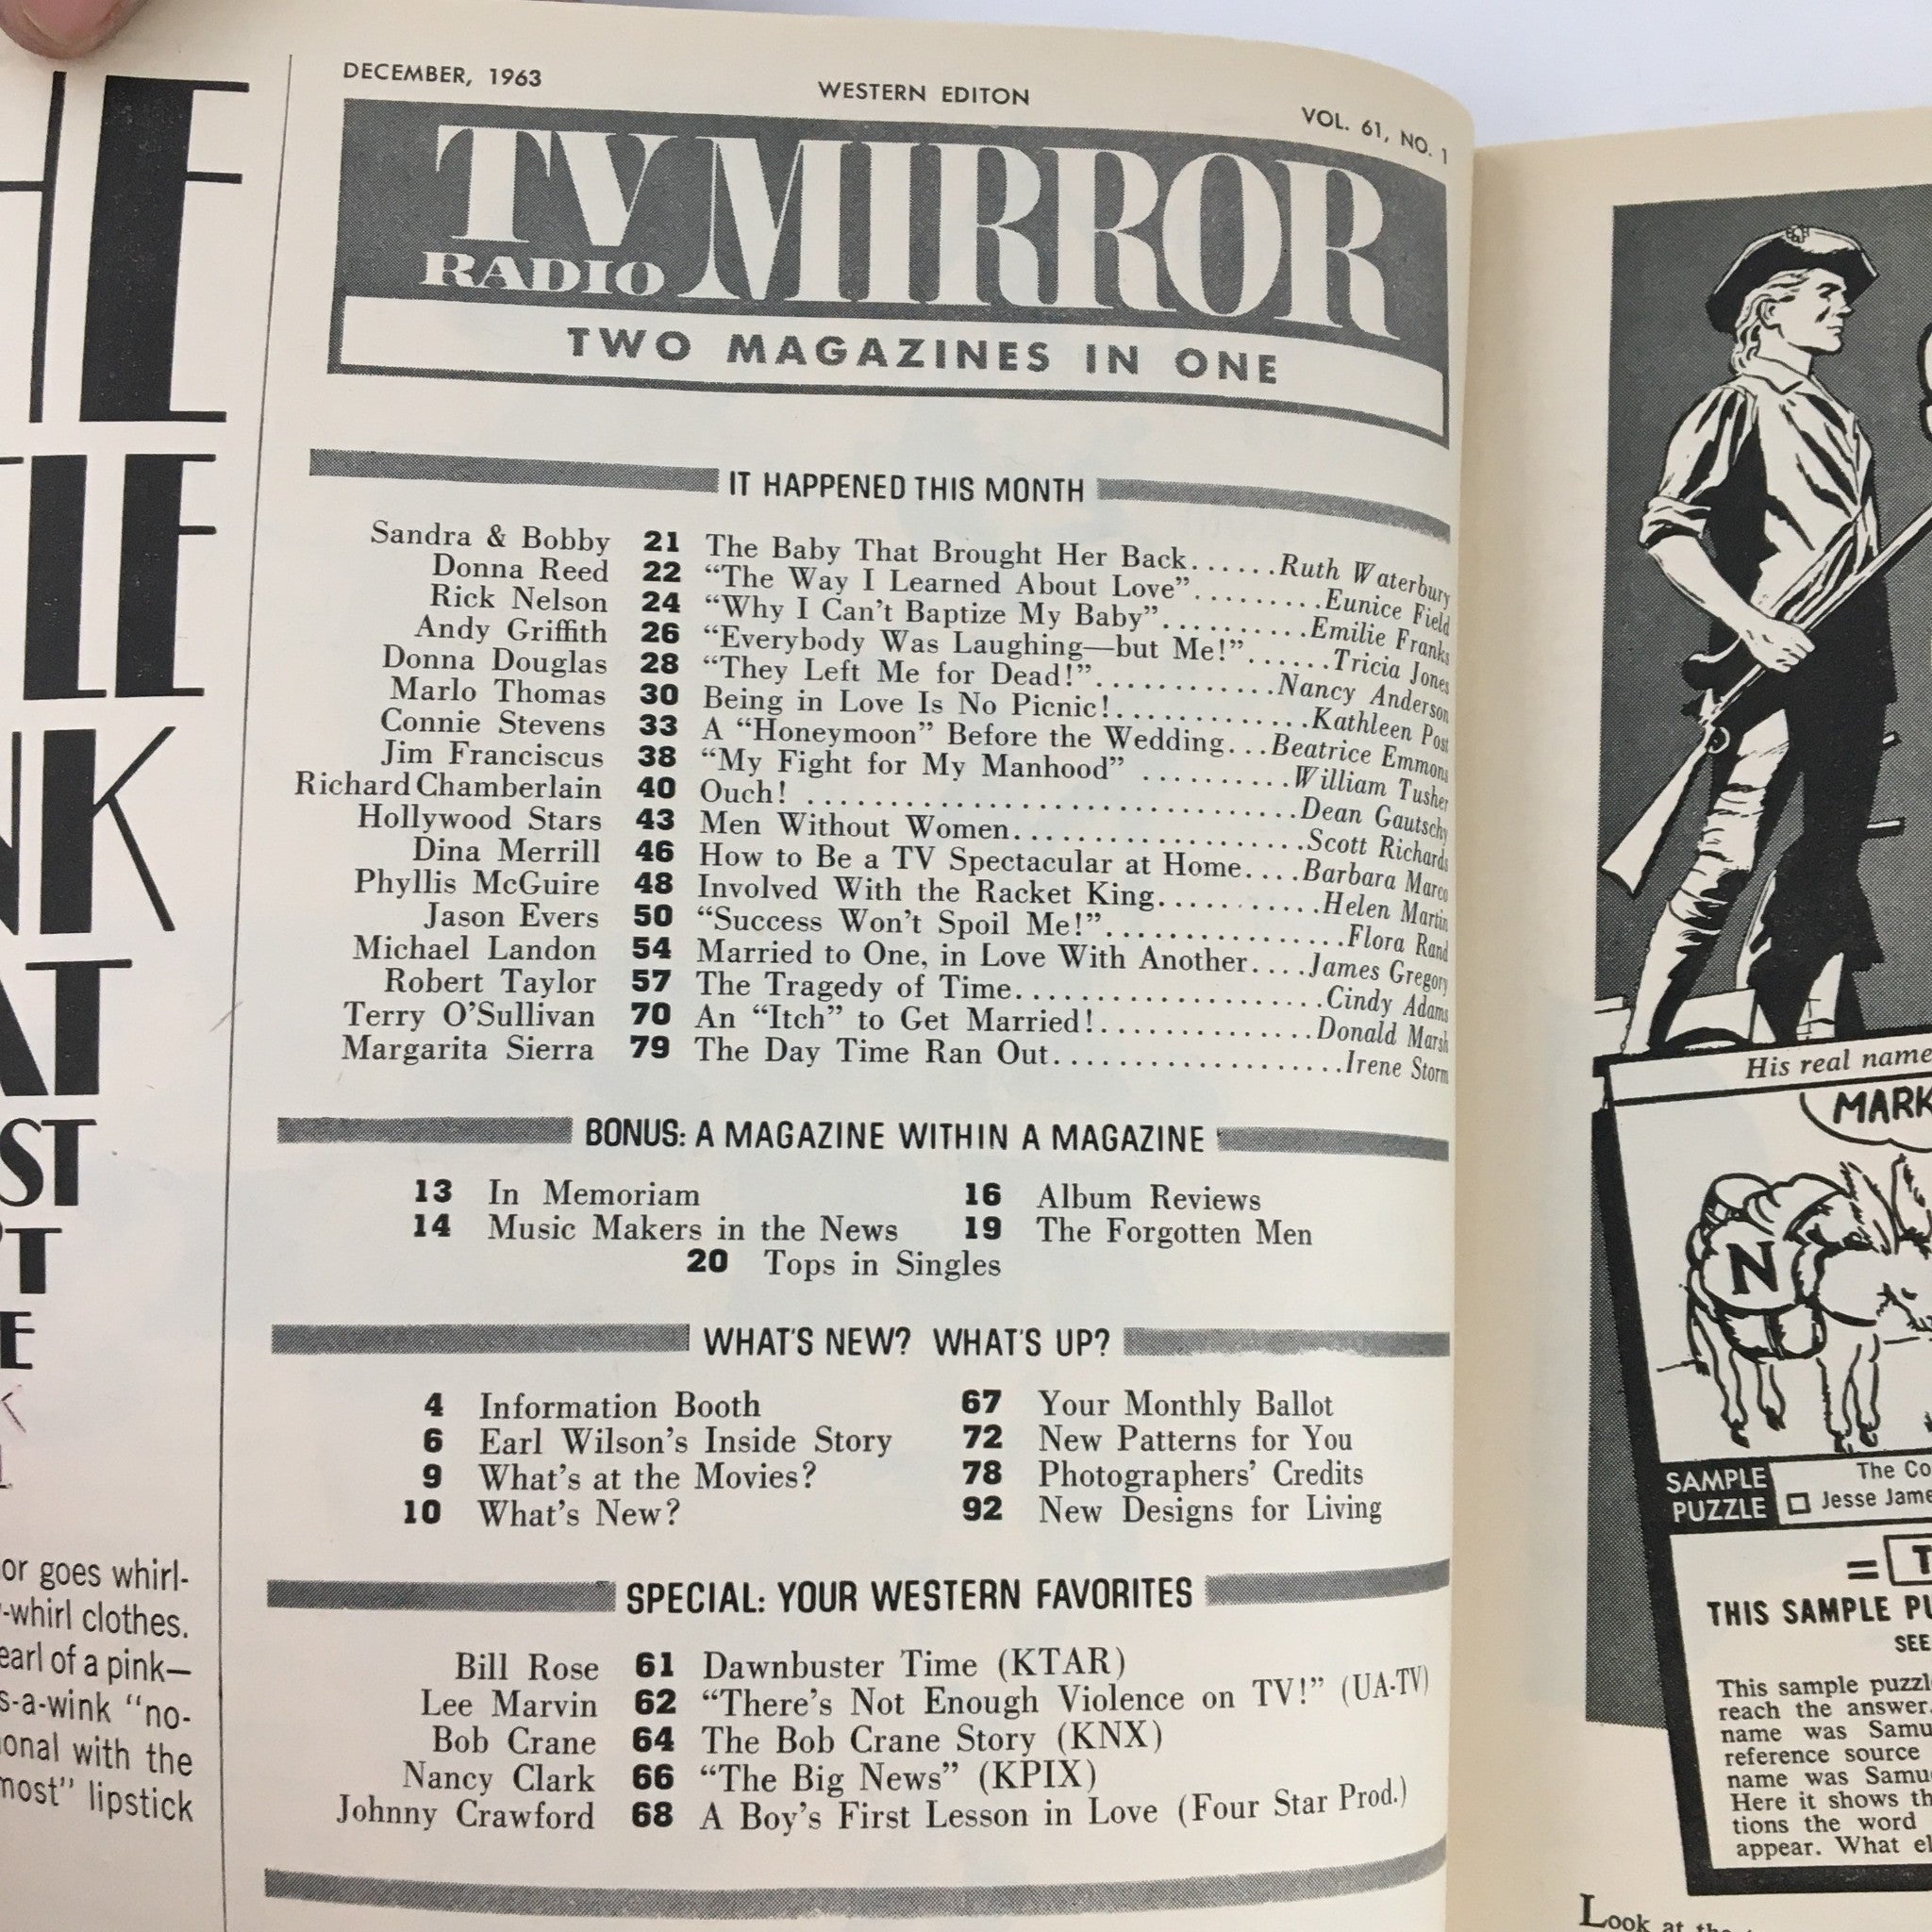 HE
TLE
NK
AT
ST
'T
E
K
or goes whirl-
-whirl clothes.
earl of a pink—
s-a-wink "no-
onal with the
most" lipstick
DECEMBER, 1963
WESTERN EDITON
VOL. 61, NO. 1
TV RADIO MIRROR
TWO MAGAZINES IN ONE
IT HAPPENED THIS MONTH
Sandra & Bobby 21 The Baby That Brought Her Back......Ruth Waterbury
Donna Reed 22 “The Way I Learned About Love”.........Eunice Field
Rick Nelson 24 “Why I Can't Baptize My Baby”..........Emilie Franks
Andy Griffith 26 “Everybody Was Laughing—but Me!”......Tricia Jones
Donna Douglas 28 “They Left Me for Dead!”............Nancy Anderson
Marlo Thomas 30 Being in Love Is No Picnic!.............Kathleen Post
Connie Stevens 33 A “Honeymoon” Before the Wedding...Beatrice Emmons
Jim Franciscus 38 “My Fight for My Manhood” ..........William Tusher
Richard Chamberlain 40 Ouch! ..............................Dean Gautschy
Hollywood Stars 43 Men Without Women..................Scott Richards
Dina Merrill 46 How to Be a TV Spectacular at Home....Barbara Marco
Phyllis McGuire 48 Involved With the Racket King...........Helen Martin
Jason Evers 50 “Success Won't Spoil Me!”................Flora Rand
Michael Landon 54 Married to One, in Love With Another....James Gregory
Robert Taylor 57 The Tragedy of Time....................Cindy Adams
Terry O'Sullivan 70 An “Itch” to Get Married!..............Donald Marsh
Margarita Sierra 79 The Day Time Ran Out...................Irene Storm
BONUS: A MAGAZINE WITHIN A MAGAZINE
13 In Memoriam 16 Album Reviews
14 Music Makers in the News 19 The Forgotten Men
20 Tops in Singles
WHAT'S NEW? WHAT'S UP?
4 Information Booth 67 Your Monthly Ballot
6 Earl Wilson's Inside Story 72 New Patterns for You
9 What's at the Movies? 78 Photographers' Credits
10 What's New? 92 New Designs for Living
SPECIAL: YOUR WESTERN FAVORITES
Bill Rose 61 Dawnbuster Time (KTAR)
Lee Marvin 62 “There's Not Enough Violence on TV!” (UA-TV)
Bob Crane 64 The Bob Crane Story (KNX)
Nancy Clark 66 “The Big News” (KPIX)
Johnny Crawford 68 A Boy's First Lesson in Love (Four Star Prod.)
His real name
MARK
N
SAMPLE
PUZZLE
The Co
Jesse Jame
= T
THIS SAMPLE PU
SEE
This sample puzzl
reach the answer.
name was Samu
reference source
name was Samu
Here it shows th
tions the word
appear. What el
Look at the